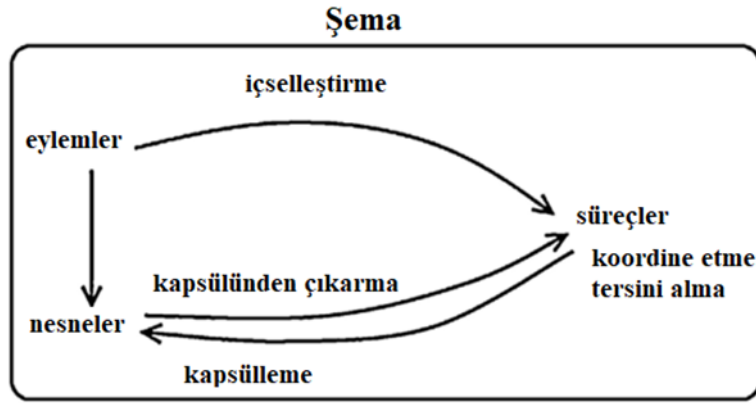 Şema
içselleştirme
eylemler
süreçler
koordine etme
tersini alma
kapsülünden çıkarma
nesneler
kapsülleme